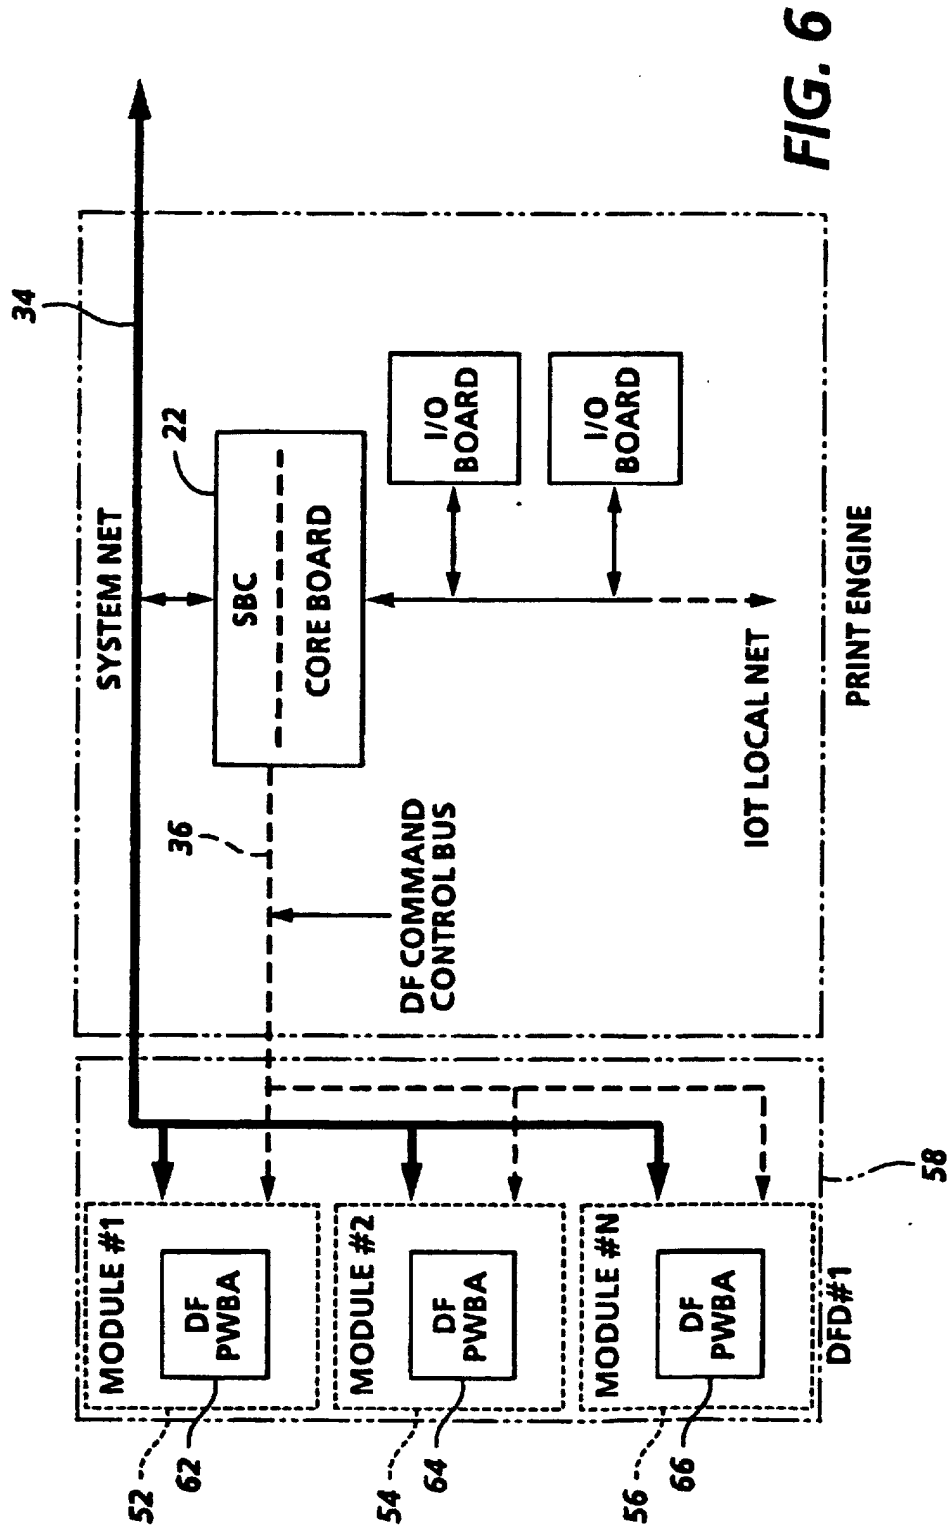 52
62
MODULE #1
DF
PWBA
54
64
MODULE #2
DF
PWBA
56
66
MODULE #N
DF
PWBA
DFD#1
58
34
SYSTEM NET
36
22
SBC
CORE BOARD
DF COMMAND
CONTROL BUS
I/O
BOARD
I/O
BOARD
IOT LOCAL NET
PRINT ENGINE
FIG. 6